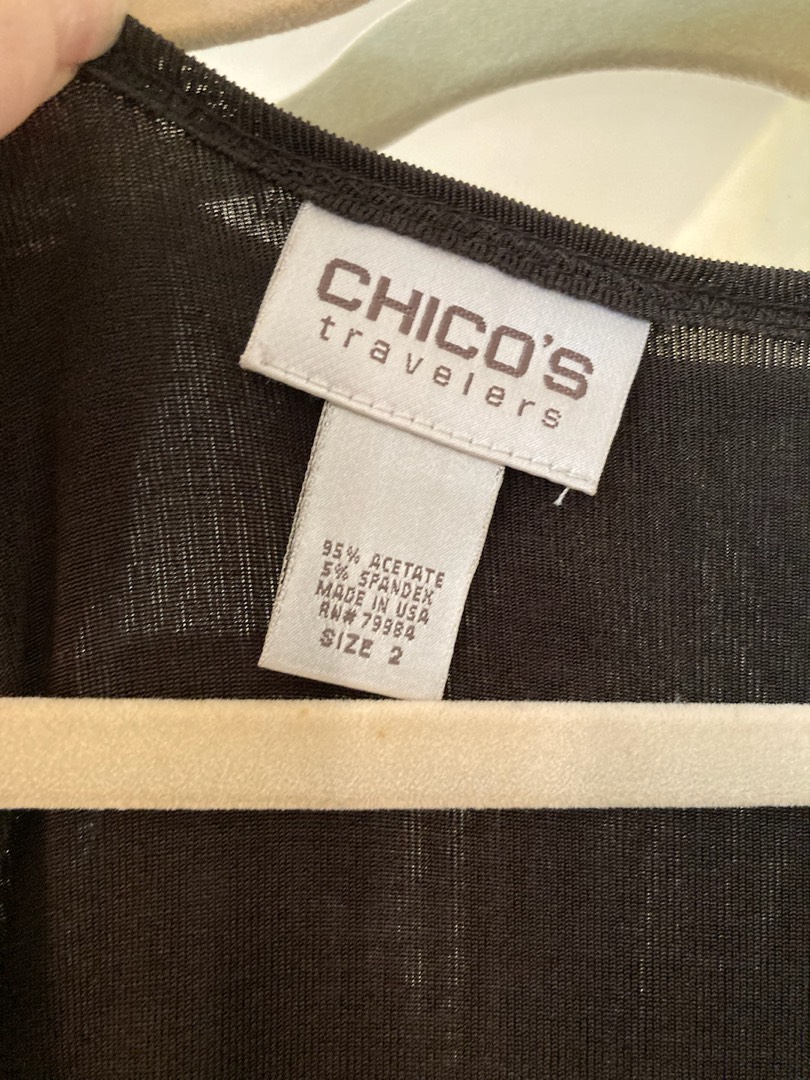 CHICO'S
travelers
95% ACETATE
5% SPANDEX
MADE IN USA
RN# 79984
SIZE 2